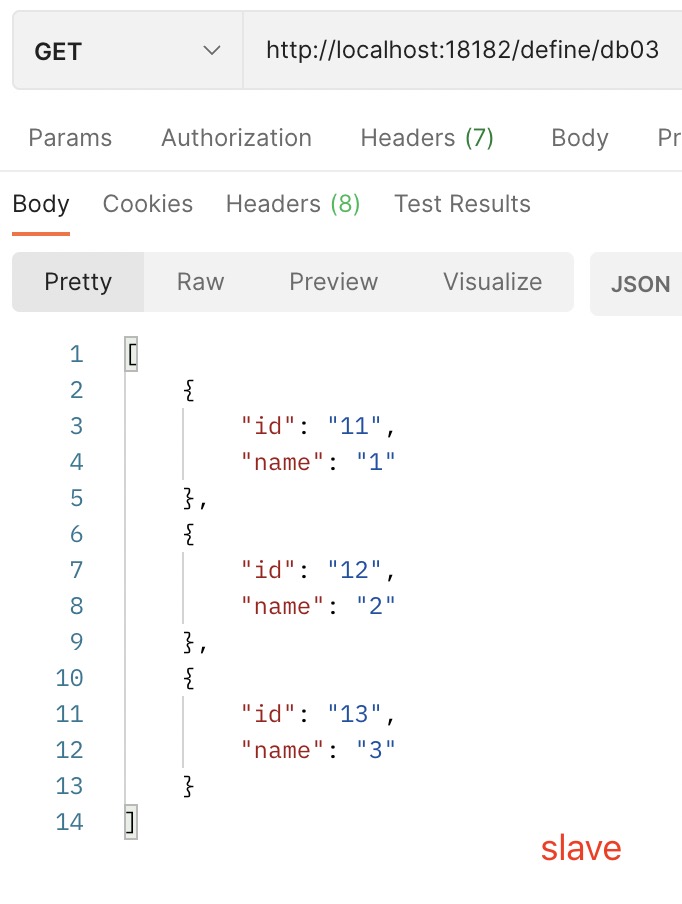 GET http://localhost:18182/define/db03
Params Authorization Headers (7) Body Pr
Body Cookies Headers (8) Test Results
Pretty Raw Preview Visualize JSON
1 [
2 {
3 "id": "11",
4 "name": "1"
5 },
6 {
7 "id": "12",
8 "name": "2"
9 },
10 {
11 "id": "13",
12 "name": "3"
13 }
14 ]
slave